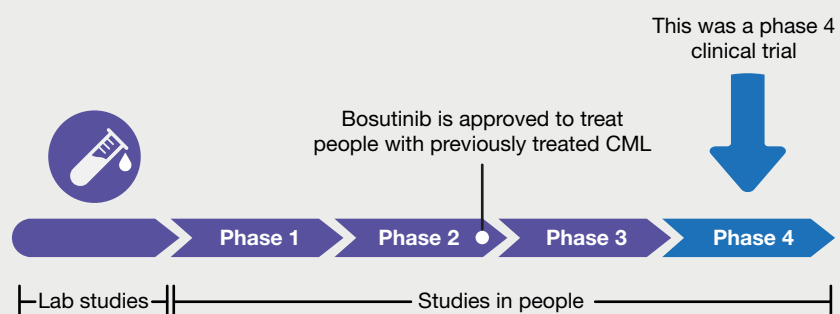 This was a phase 4
clinical trial
Bosutinib is approved to treat
people with previously treated CML
Phase 1
Phase 2
Phase 3
Phase 4
Lab studies
Studies in people